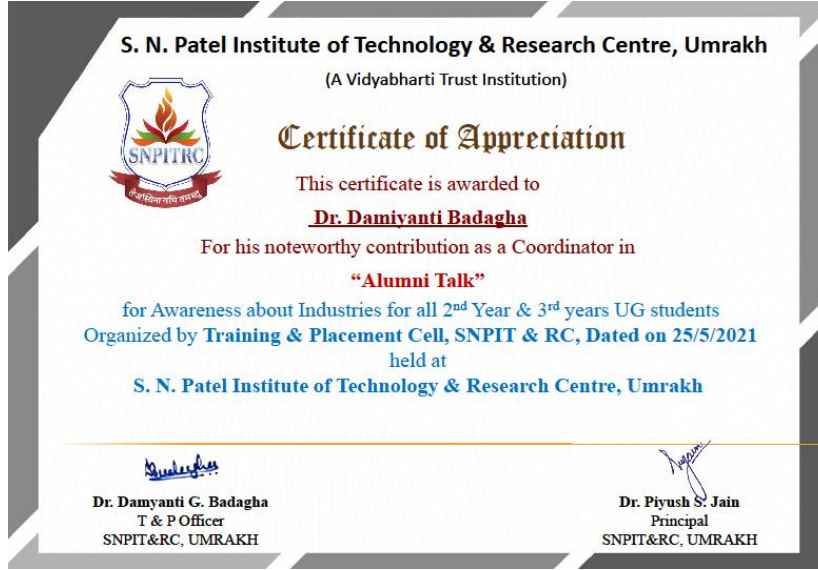 S. N. Patel Institute of Technology & Research Centre, Umrakh
(A Vidyabharti Trust Institution)
SNPITRC
Certificate of Appreciation
This certificate is awarded to
Dr. Damiyanti Badagha
For his noteworthy contribution as a Coordinator in
“Alumni Talk”
for Awareness about Industries for all 2nd Year & 3rd years UG students
Organized by Training & Placement Cell, SNPIT & RC, Dated on 25/5/2021
held at
S. N. Patel Institute of Technology & Research Centre, Umrakh
Dr. Damyanti G. Badagha
T & P Officer
SNPIT&RC, UMRAKH
Dr. Piyush S. Jain
Principal
SNPIT&RC, UMRAKH